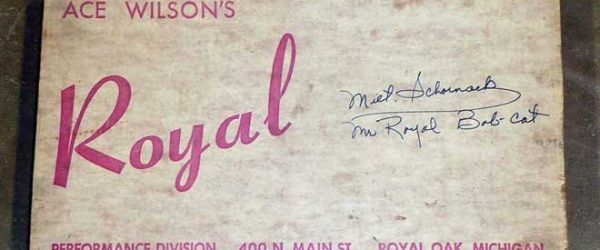 ACE WILSON'S
Royal
Milt. Schornack
Mr Royal Bob-cat
PERFORMANCE DIVISION 400 N. MAIN ST. ROYAL OAK, MICHIGAN